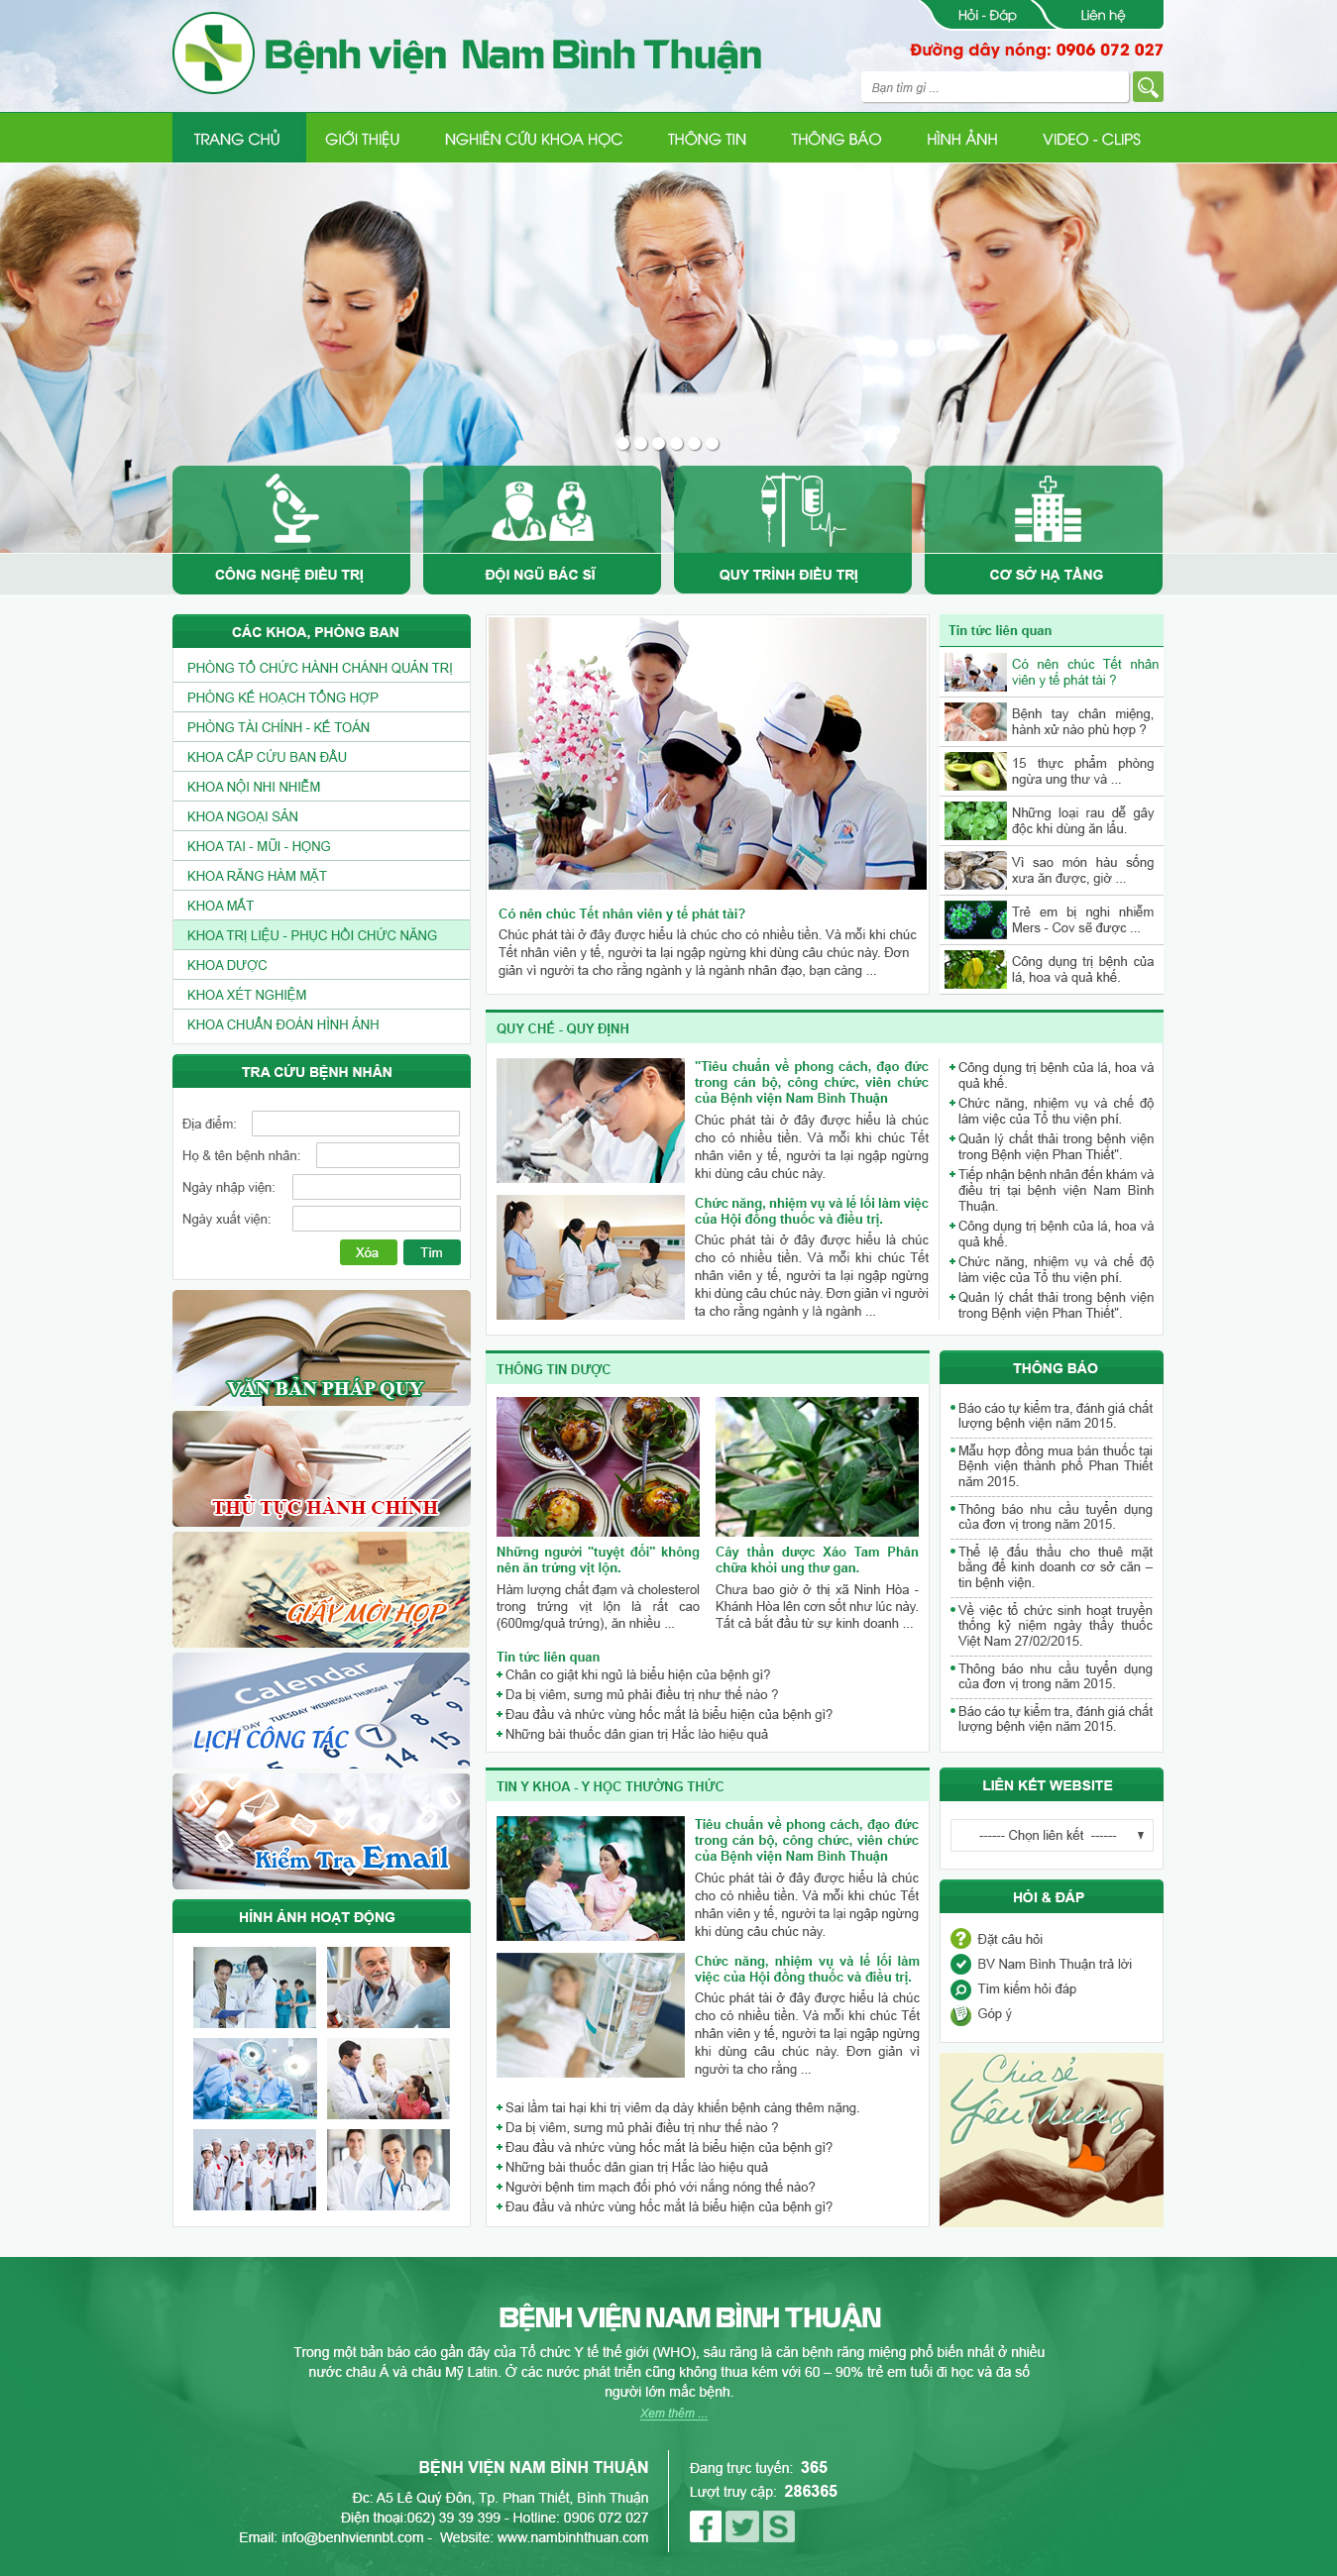 Hỏi - Đáp
Liên hệ
Bệnh viện Nam Bình Thuận
Đường dây nóng: 0906 072 027
Bạn tìm gì ...
TRANG CHỦ
GIỚI THIỆU
NGHIÊN CỨU KHOA HỌC
THÔNG TIN
THÔNG BÁO
HÌNH ẢNH
VIDEO - CLIPS
CÔNG NGHỆ ĐIỀU TRỊ
ĐỘI NGŨ BÁC SĨ
QUY TRÌNH ĐIỀU TRỊ
CƠ SỞ HẠ TẦNG
CÁC KHOA, PHÒNG BAN
PHÒNG TỔ CHỨC HÀNH CHÁNH QUẢN TRỊ
PHÒNG KẾ HOẠCH TỔNG HỢP
PHÒNG TÀI CHÍNH - KẾ TOÁN
KHOA CẤP CỨU BAN ĐẦU
KHOA NỘI NHI NHIỄM
KHOA NGOẠI SẢN
KHOA TAI - MŨI - HỌNG
KHOA RĂNG HÀM MẶT
KHOA MẮT
KHOA TRỊ LIỆU - PHỤC HỒI CHỨC NĂNG
KHOA DƯỢC
KHOA XÉT NGHIỆM
KHOA CHUẨN ĐOÁN HÌNH ẢNH
TRA CỨU BỆNH NHÂN
Địa điểm:
Họ & tên bệnh nhân:
Ngày nhập viện:
Ngày xuất viện:
Xóa
Tìm
VĂN BẢN PHÁP QUY
THỦ TỤC HÀNH CHÍNH
GIẤY MỜI HỌP
Calendar
DAY TUESDAY WEDNESDAY THURSDAY
7
8
14
15
LỊCH CÔNG TÁC
Kiểm Tra Email
HÌNH ẢNH HOẠT ĐỘNG
Có nên chúc Tết nhân viên y tế phát tài?
Chúc phát tài ở đây được hiểu là chúc cho có nhiều tiền. Và mỗi khi chúc
Tết nhân viên y tế, người ta lại ngập ngừng khi dùng câu chúc này. Đơn
giản vì người ta cho rằng ngành y là ngành nhân đạo, bạn càng ...
Tin tức liên quan
Có nên chúc Tết nhân
viên y tế phát tài ?
Bệnh tay chân miệng,
hành xử nào phù hợp ?
15 thực phẩm phòng
ngừa ung thư và ...
Những loại rau dễ gây
độc khi dùng ăn lẩu.
Vì sao món hàu sống
xưa ăn được, giờ ...
Trẻ em bị nghi nhiễm
Mers - Cov sẽ được ...
Công dụng trị bệnh của
lá, hoa và quả khế.
QUY CHẾ - QUY ĐỊNH
"Tiêu chuẩn về phong cách, đạo đức
trong cán bộ, công chức, viên chức
của Bệnh viện Nam Bình Thuận
Chúc phát tài ở đây được hiểu là chúc
cho có nhiều tiền. Và mỗi khi chúc Tết
nhân viên y tế, người ta lại ngập ngừng
khi dùng câu chúc này.
Chức năng, nhiệm vụ và lề lối làm việc
của Hội đồng thuốc và điều trị.
Chúc phát tài ở đây được hiểu là chúc
cho có nhiều tiền. Và mỗi khi chúc Tết
nhân viên y tế, người ta lại ngập ngừng
khi dùng câu chúc này. Đơn giản vì người
ta cho rằng ngành y là ngành ...
Công dụng trị bệnh của lá, hoa và
quả khế.
Chức năng, nhiệm vụ và chế độ
làm việc của Tổ thu viện phí.
Quản lý chất thải trong bệnh viện
trong Bệnh viện Phan Thiết".
Tiếp nhận bệnh nhân đến khám và
điều trị tại bệnh viện Nam Bình
Thuận.
Công dụng trị bệnh của lá, hoa và
quả khế.
Chức năng, nhiệm vụ và chế độ
làm việc của Tổ thu viện phí.
Quản lý chất thải trong bệnh viện
trong Bệnh viện Phan Thiết".
THÔNG TIN DƯỢC
Những người "tuyệt đối" không
nên ăn trứng vịt lộn.
Hàm lượng chất đạm và cholesterol
trong trứng vịt lộn là rất cao
(600mg/quả trứng), ăn nhiều ...
Cây thần dược Xáo Tam Phân
chữa khỏi ung thư gan.
Chưa bao giờ ở thị xã Ninh Hòa -
Khánh Hòa lên cơn sốt như lúc này.
Tất cả bắt đầu từ sự kinh doanh ...
Tin tức liên quan
Chân co giật khi ngủ là biểu hiện của bệnh gì?
Da bị viêm, sưng mủ phải điều trị như thế nào ?
Đau đầu và nhức vùng hốc mắt là biểu hiện của bệnh gì?
Những bài thuốc dân gian trị Hắc lào hiệu quả
THÔNG BÁO
Báo cáo tự kiểm tra, đánh giá chất
lượng bệnh viện năm 2015.
Mẫu hợp đồng mua bán thuốc tại
Bệnh viện thành phố Phan Thiết
năm 2015.
Thông báo nhu cầu tuyển dụng
của đơn vị trong năm 2015.
Thể lệ đấu thầu cho thuê mặt
bằng để kinh doanh cơ sở căn –
tin bệnh viện.
Về việc tổ chức sinh hoạt truyền
thống kỷ niệm ngày thầy thuốc
Việt Nam 27/02/2015.
Thông báo nhu cầu tuyển dụng
của đơn vị trong năm 2015.
Báo cáo tự kiểm tra, đánh giá chất
lượng bệnh viện năm 2015.
TIN Y KHOA - Y HỌC THƯỜNG THỨC
Tiêu chuẩn về phong cách, đạo đức
trong cán bộ, công chức, viên chức
của Bệnh viện Nam Bình Thuận
Chúc phát tài ở đây được hiểu là chúc
cho có nhiều tiền. Và mỗi khi chúc Tết
nhân viên y tế, người ta lại ngập ngừng
khi dùng câu chúc này.
Chức năng, nhiệm vụ và lề lối làm
việc của Hội đồng thuốc và điều trị.
Chúc phát tài ở đây được hiểu là chúc
cho có nhiều tiền. Và mỗi khi chúc Tết
nhân viên y tế, người ta lại ngập ngừng
khi dùng câu chúc này. Đơn giản vì
người ta cho rằng ...
Sai lầm tai hại khi trị viêm dạ dày khiến bệnh càng thêm nặng.
Da bị viêm, sưng mủ phải điều trị như thế nào ?
Đau đầu và nhức vùng hốc mắt là biểu hiện của bệnh gì?
Những bài thuốc dân gian trị Hắc lào hiệu quả
Người bệnh tim mạch đối phó với nắng nóng thế nào?
Đau đầu và nhức vùng hốc mắt là biểu hiện của bệnh gì?
LIÊN KẾT WEBSITE
------ Chọn liên kết ------
HỎI & ĐÁP
Đặt câu hỏi
BV Nam Bình Thuận trả lời
Tìm kiếm hỏi đáp
Góp ý
Chia sẻ
Yêu Thương
BỆNH VIỆN NAM BÌNH THUẬN
Trong một bản báo cáo gần đây của Tổ chức Y tế thế giới (WHO), sâu răng là căn bệnh răng miệng phổ biến nhất ở nhiều
nước châu Á và châu Mỹ Latin. Ở các nước phát triển cũng không thua kém với 60 – 90% trẻ em tuổi đi học và đa số
người lớn mắc bệnh.
Xem thêm ...
BỆNH VIỆN NAM BÌNH THUẬN
Đc: A5 Lê Quý Đôn, Tp. Phan Thiết, Bình Thuận
Điện thoại:062) 39 39 399 - Hotline: 0906 072 027
Email: info@benhviennbt.com - Website: www.nambinhthuan.com
Đang trực tuyến: 365
Lượt truy cập: 286365